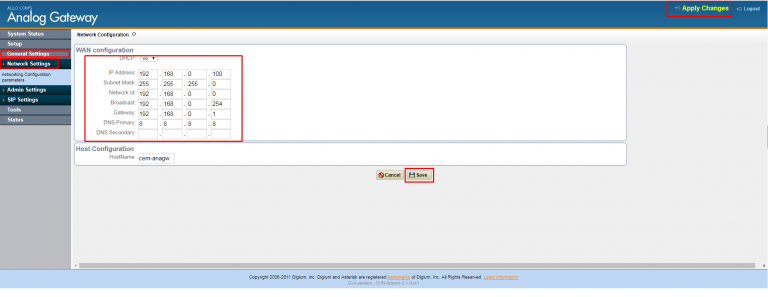 ALLO.COM'S
Analog Gateway
Apply Changes
Logout
System Status
Setup
General Settings
Network Settings
networking Configuration
parameters
Admin Settings
SIP Settings
Tools
Status
Network Configuration
WAN configuration
DHCP: no
IP Address: 192 . 168 . 0 . 100
Subnet Mask: 255 . 255 . 255 . 0
Network Id: 192 . 168 . 0 . 0
Broadcast: 192 . 168 . 0 . 254
Gateway: 192 . 168 . 0 . 1
DNS Primary: 8 . 8 . 8 . 8
DNS Secondary: . . .
Host Configuration
HostName: cem-anagw
Cancel
Save
Copyright 2006-2011 Digium, Inc. Digium and Asterisk are registered trademarks of Digium, Inc. All Rights Reserved. Legal Information